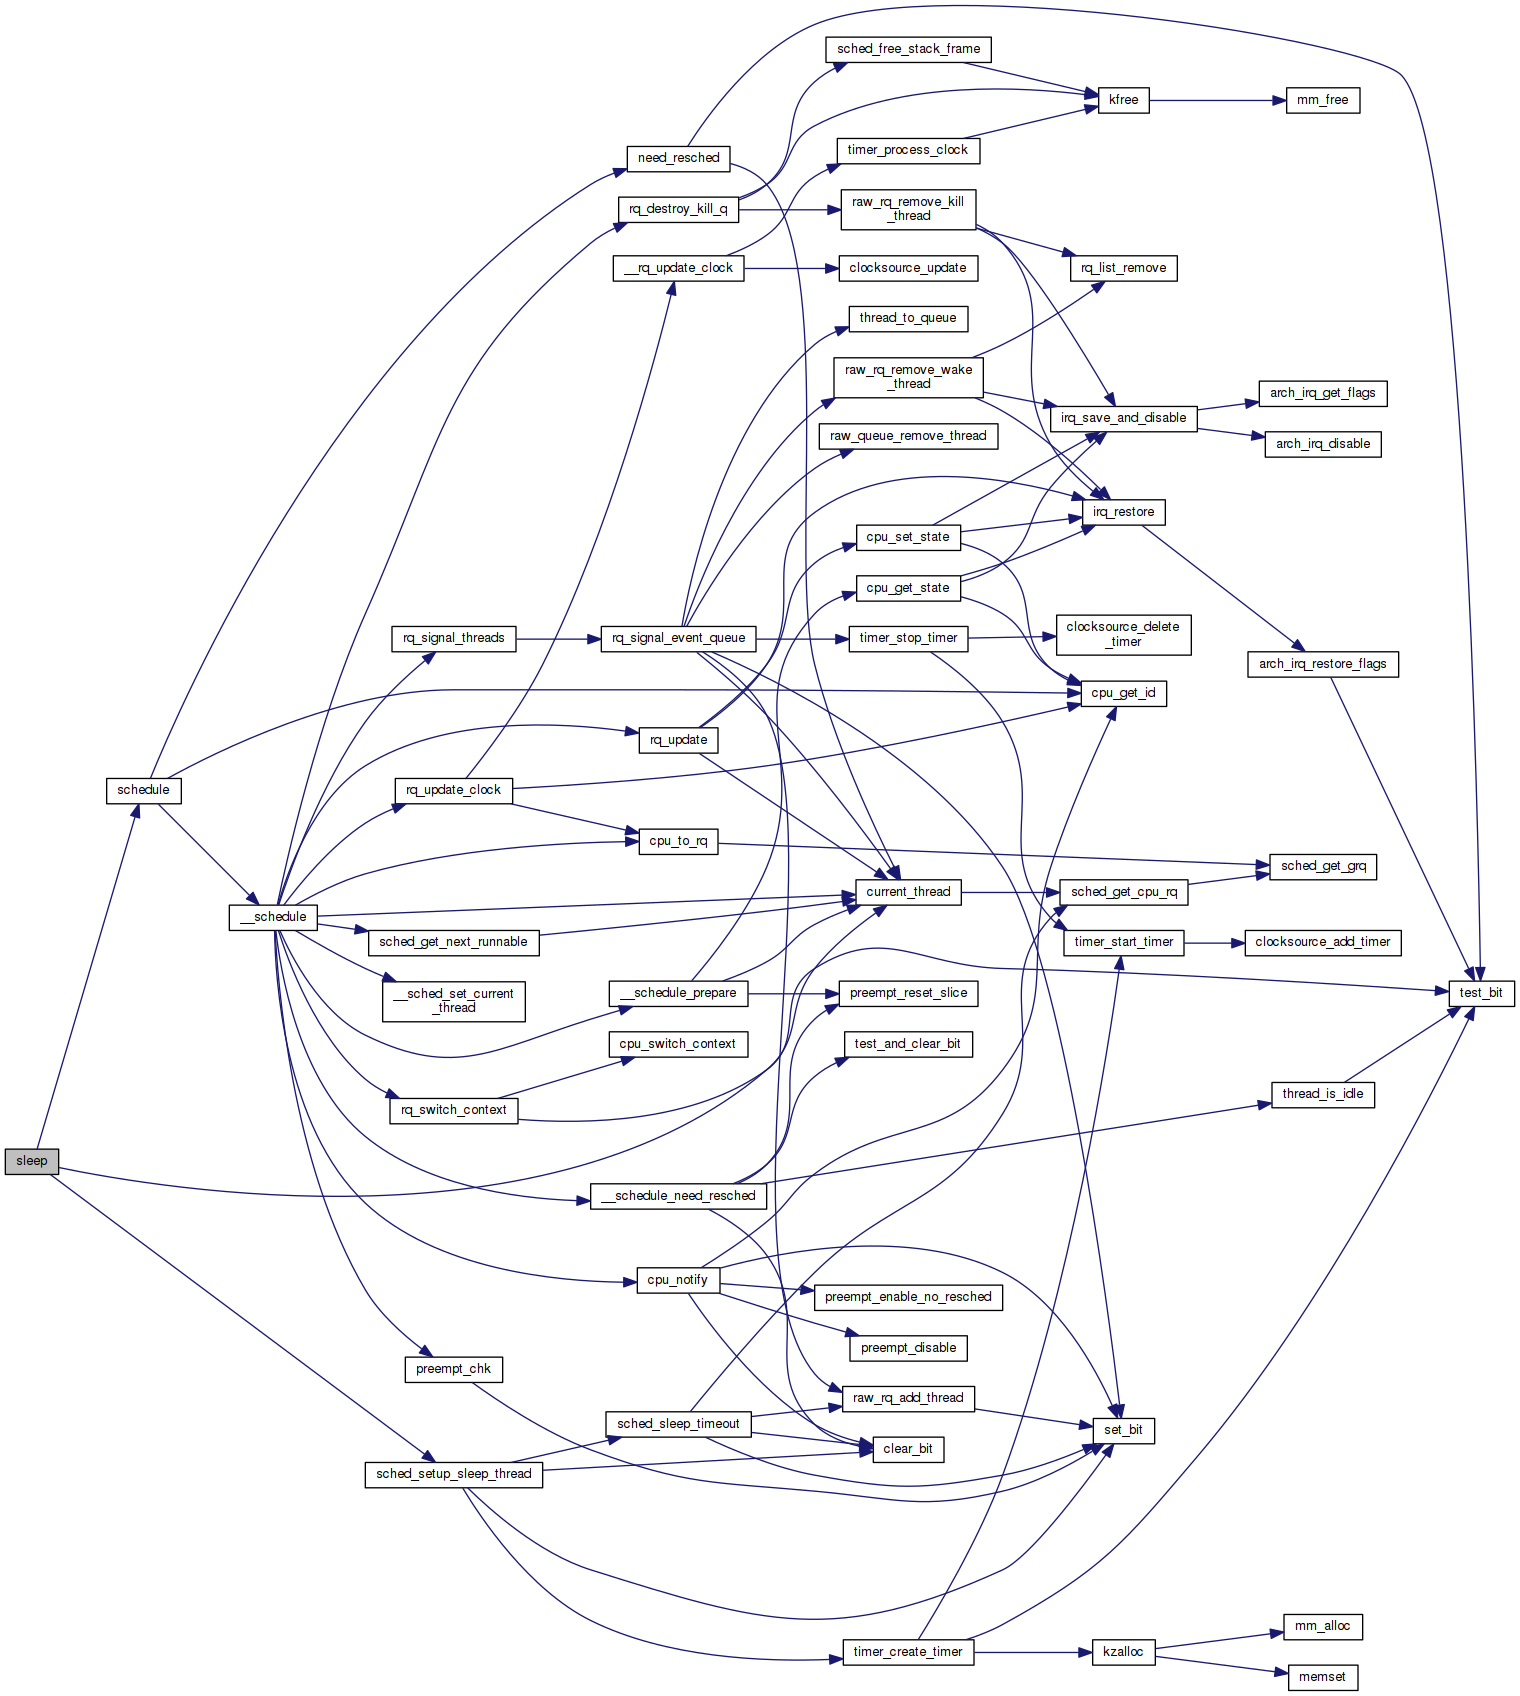 sched_free_stack_frame
kfree
mm_free
need_resched
timer_process_clock
rq_destroy_kill_q
raw_rq_remove_kill
_thread
__rq_update_clock
clocksource_update
rq_list_remove
thread_to_queue
raw_rq_remove_wake
_thread
arch_irq_get_flags
irq_save_and_disable
raw_queue_remove_thread
arch_irq_disable
irq_restore
cpu_set_state
cpu_get_state
rq_signal_threads
rq_signal_event_queue
timer_stop_timer
clocksource_delete
_timer
arch_irq_restore_flags
cpu_get_id
rq_update
schedule
rq_update_clock
cpu_to_rq
sched_get_grq
current_thread
sched_get_cpu_rq
__schedule
sched_get_next_runnable
timer_start_timer
clocksource_add_timer
__sched_set_current
_thread
__schedule_prepare
preempt_reset_slice
test_bit
cpu_switch_context
test_and_clear_bit
rq_switch_context
thread_is_idle
sleep
__schedule_need_resched
cpu_notify
preempt_enable_no_resched
preempt_disable
preempt_chk
raw_rq_add_thread
sched_sleep_timeout
set_bit
clear_bit
sched_setup_sleep_thread
mm_alloc
timer_create_timer
kzalloc
memset